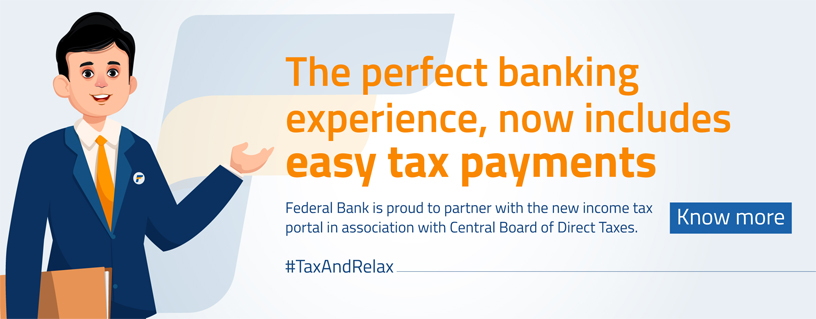 The perfect banking
experience, now includes
easy tax payments
Federal Bank is proud to partner with the new income tax
portal in association with Central Board of Direct Taxes.
Know more
#TaxAndRelax